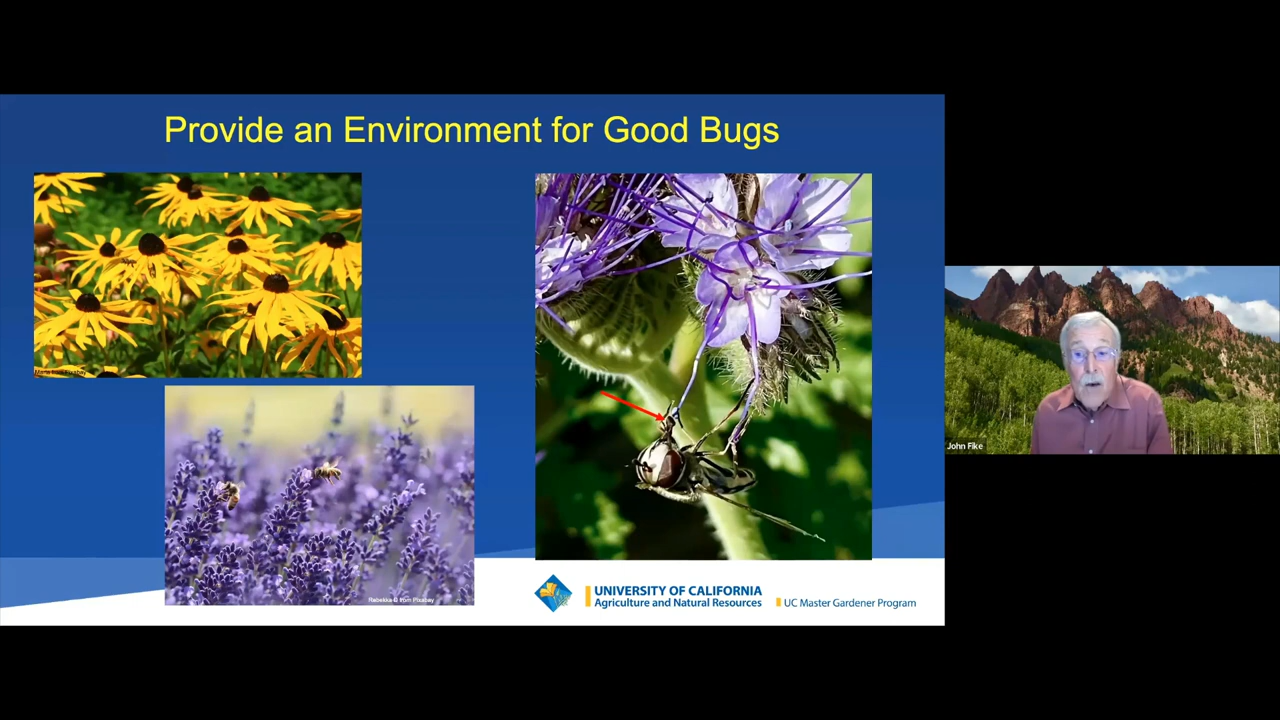 Provide an Environment for Good Bugs
Rebekka D from Pixabay
UNIVERSITY OF CALIFORNIA
Agriculture and Natural Resources
UC Master Gardener Program
John Fike